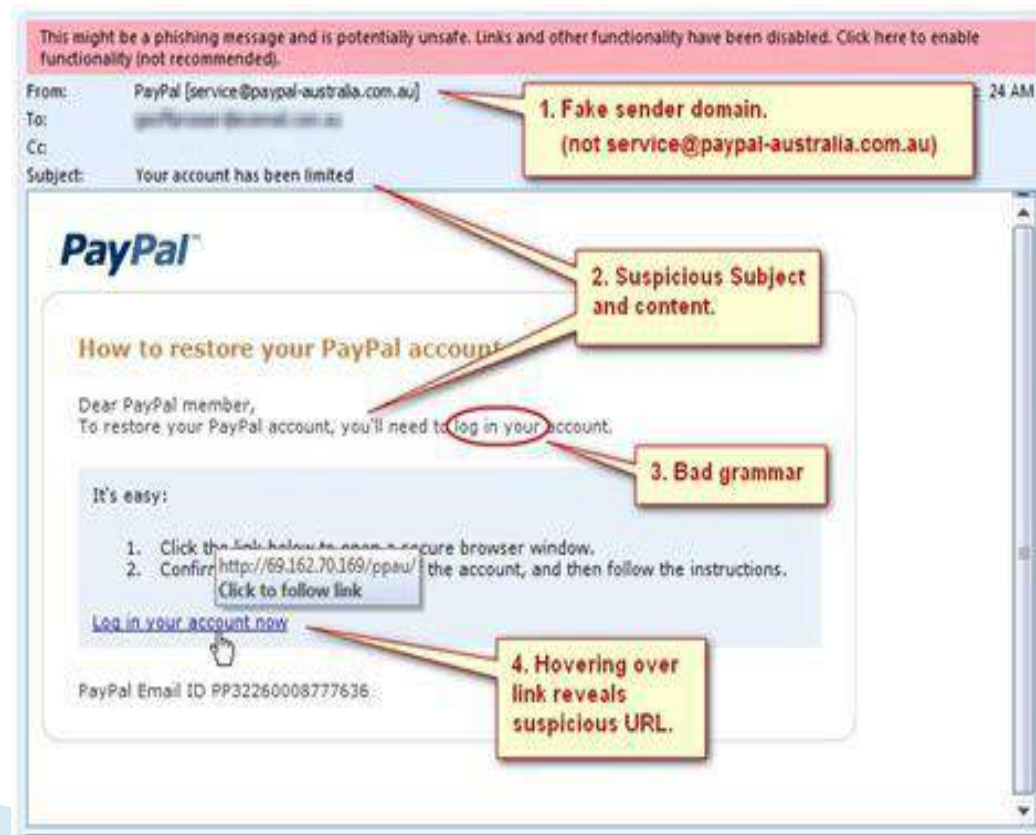 This might be a phishing message and is potentially unsafe. Links and other functionality have been disabled. Click here to enable
functionality (not recommended).
From: PayPal [service@paypal-australia.com.au]
24 AM
To:
Cc:
Subject: Your account has been limited
1. Fake sender domain.
(not service@paypal-australia.com.au)
PayPal™
2. Suspicious Subject
and content.
How to restore your PayPal account
Dear PayPal member,
To restore your PayPal account, you'll need to log in your account.
3. Bad grammar
It's easy:
1. Click the link below to open a secure browser window.
2. Confirm the account, and then follow the instructions.
http://69.162.70.169/ppau/
Click to follow link
Log in your account now
4. Hovering over
link reveals
suspicious URL.
PayPal Email ID PP32260008777636